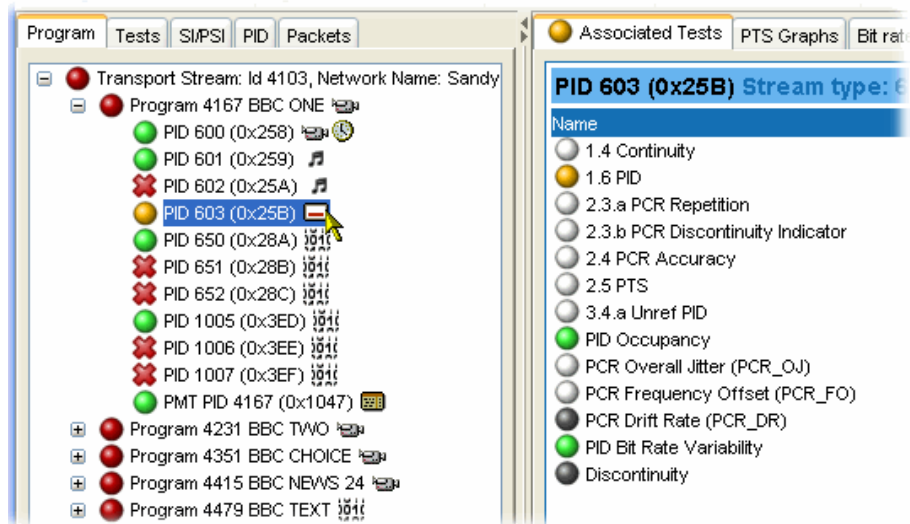 Program Tests SI/PSI PID Packets
Transport Stream: Id 4103, Network Name: Sandy
Program 4167 BBC ONE
PID 600 (0x258)
PID 601 (0x259)
PID 602 (0x25A)
PID 603 (0x25B)
PID 650 (0x28A)
PID 651 (0x28B)
PID 652 (0x28C)
PID 1005 (0x3ED)
PID 1006 (0x3EE)
PID 1007 (0x3EF)
PMT PID 4167 (0x1047)
Program 4231 BBC TWO
Program 4351 BBC CHOICE
Program 4415 BBC NEWS 24
Program 4479 BBC TEXT
Associated Tests PTS Graphs Bit rat
PID 603 (0x25B) Stream type: 6
Name
1.4 Continuity
1.6 PID
2.3.a PCR Repetition
2.3.b PCR Discontinuity Indicator
2.4 PCR Accuracy
2.5 PTS
3.4.a Unref PID
PID Occupancy
PCR Overall Jitter (PCR_OJ)
PCR Frequency Offset (PCR_FO)
PCR Drift Rate (PCR_DR)
PID Bit Rate Variability
Discontinuity